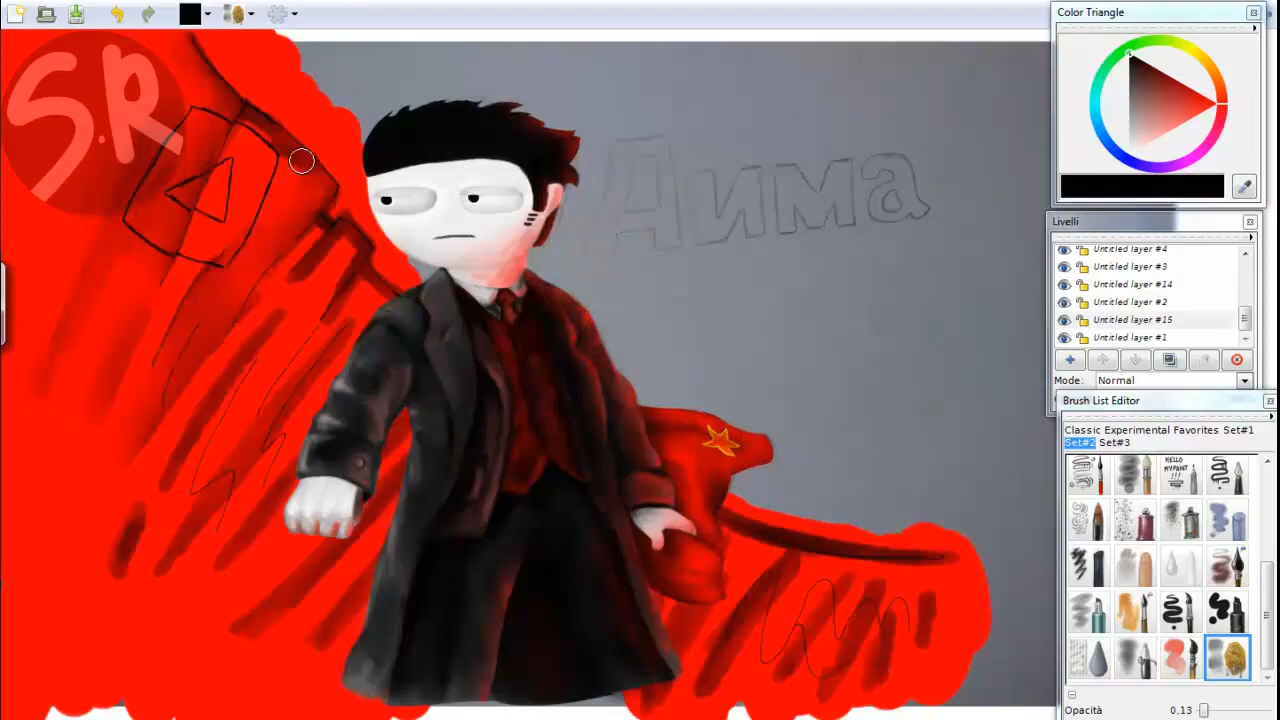 S.R
Дима
Color Triangle
Livelli
Untitled layer #4
Untitled layer #3
Untitled layer #14
Untitled layer #2
Untitled layer #15
Untitled layer #1
Mode: Normal
Brush List Editor
Classic Experimental Favorites Set#1
Set#2 Set#3
HELLO
MYPAINT
!!!
Opacità 0,13